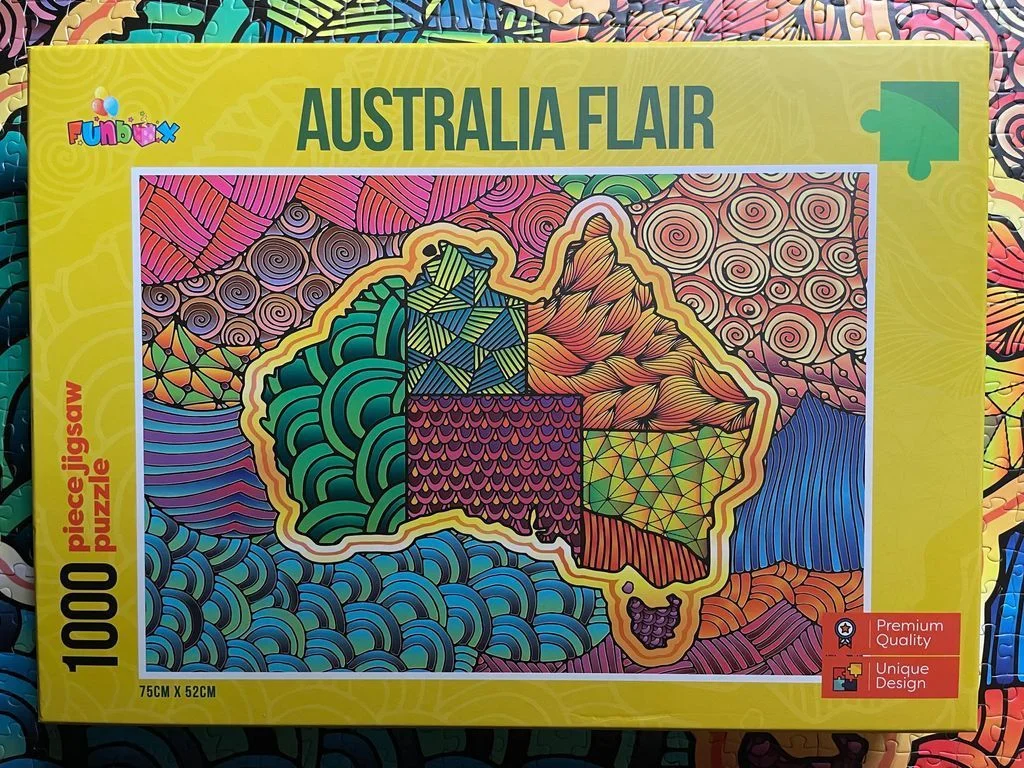 AUSTRALIA FLAIR
Funbox
1000
piece jigsaw
puzzle
75CM X 52CM
Premium
Quality
Unique
Design